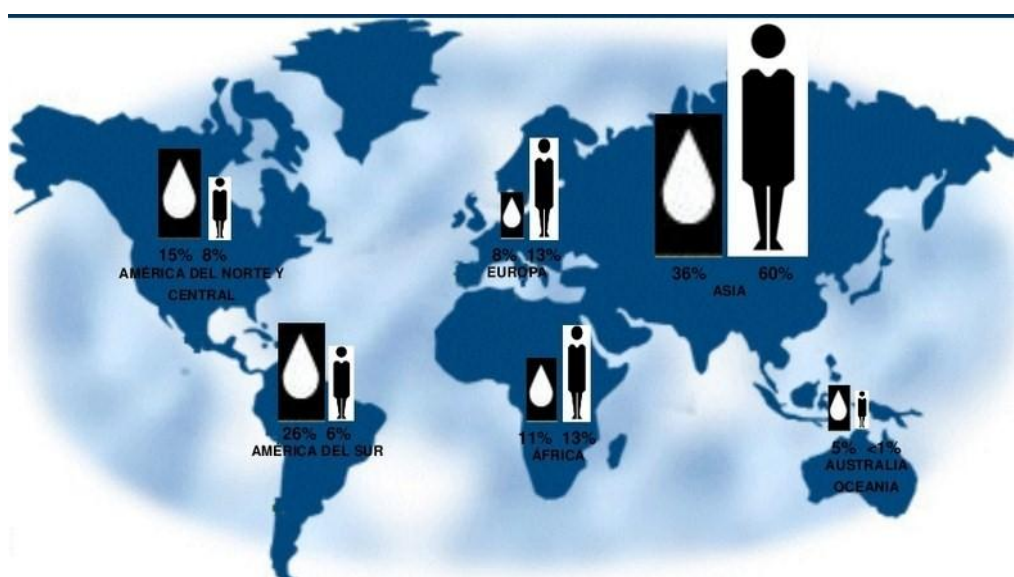 15% 8%
AMÉRICA DEL NORTE Y
CENTRAL
8% 13%
EUROPA
36% 60%
ASIA
26% 6%
AMÉRICA DEL SUR
11% 13%
ÁFRICA
5% <1%
AUSTRALIA
OCEANIA